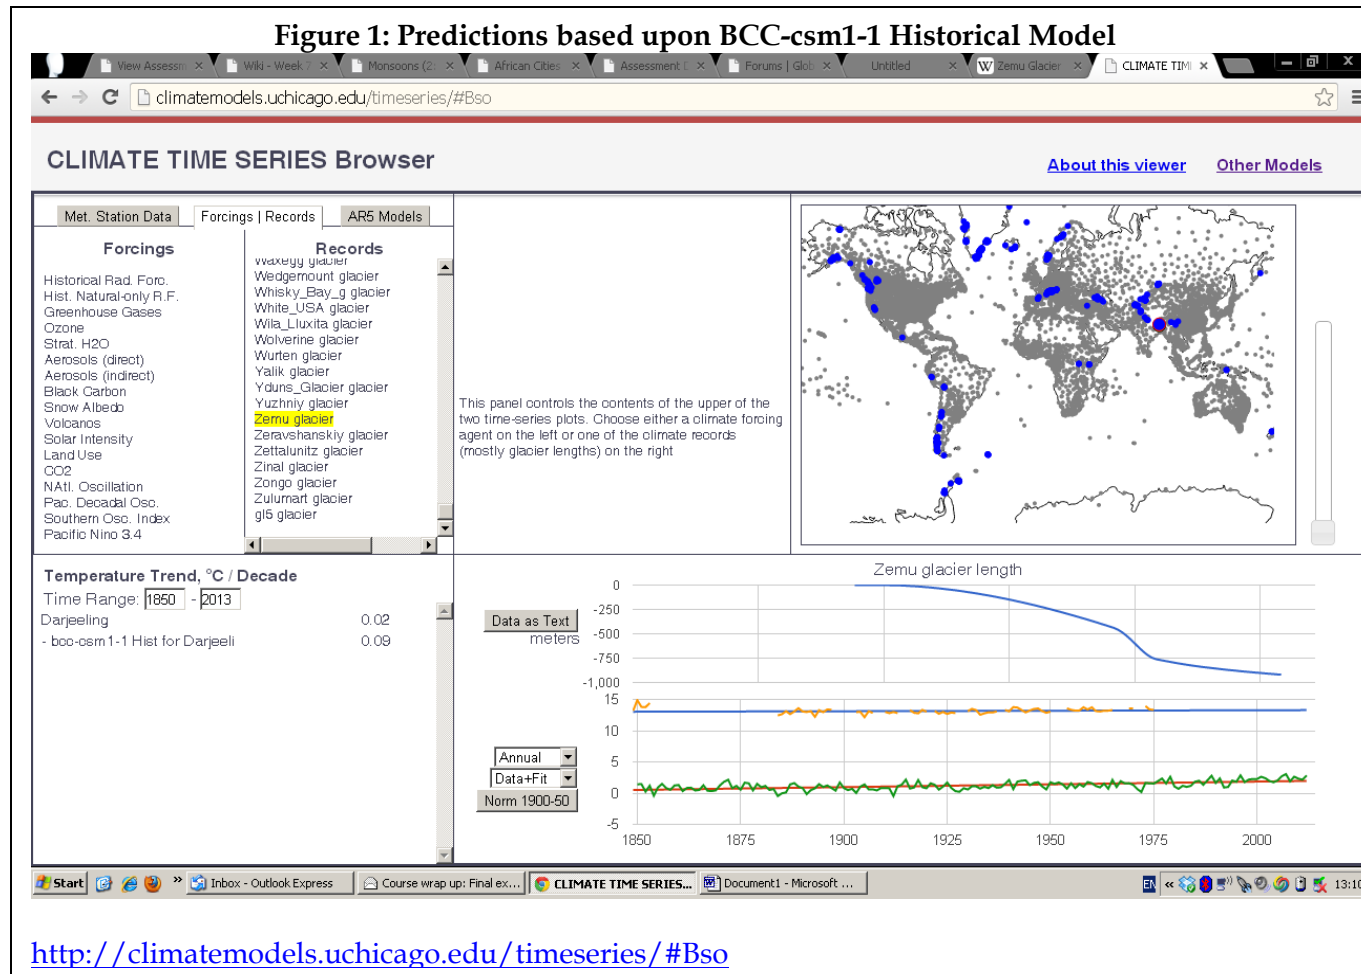 Figure 1: Predictions based upon BCC-csm1-1 Historical Model
View Assessm
Wiki - Week 7
Monsoons (2:
African Cities
Assessment (
Forums | Glob
Untitled
Zemu Glacier
CLIMATE TIM
climatemodels.uchicago.edu/timeseries/#Bso
CLIMATE TIME SERIES Browser
About this viewer
Other Models
Met. Station Data
Forcings | Records
AR5 Models
Forcings
Historical Rad. Forc.
Hist. Natural-only R.F.
Greenhouse Gases
Ozone
Strat. H2O
Aerosols (direct)
Aerosols (indirect)
Black Carbon
Snow Albedo
Volcanos
Solar Intensity
Land Use
CO2
NAtl. Oscillation
Pac. Decadal Osc.
Southern Osc. Index
Pacific Nino 3.4
Records
Waxegg glacier
Wedgemount glacier
Whisky_Bay_g glacier
White_USA glacier
Wila_Lluxita glacier
Wolverine glacier
Wurten glacier
Yalik glacier
Yduns_Glacier glacier
Yuzhniy glacier
Zemu glacier
Zeravshanskiy glacier
Zettalunitz glacier
Zinal glacier
Zongo glacier
Zulumart glacier
gl5 glacier
This panel controls the contents of the upper of the
two time-series plots. Choose either a climate forcing
agent on the left or one of the climate records
(mostly glacier lengths) on the right
Temperature Trend, °C / Decade
Time Range: 1850 - 2013
Darjeeling 0.02
- bcc-csm1-1 Hist for Darjeeli 0.09
Zemu glacier length
Data as Text
meters
0
-250
-500
-750
-1,000
15
10
5
0
-5
Annual
Data+Fit
Norm 1900-50
1850 1875 1900 1925 1950 1975 2000
Start
Inbox - Outlook Express
Course wrap up: Final ex...
CLIMATE TIME SERIES...
Document1 - Microsoft ...
EN
13:10
http://climatemodels.uchicago.edu/timeseries/#Bso